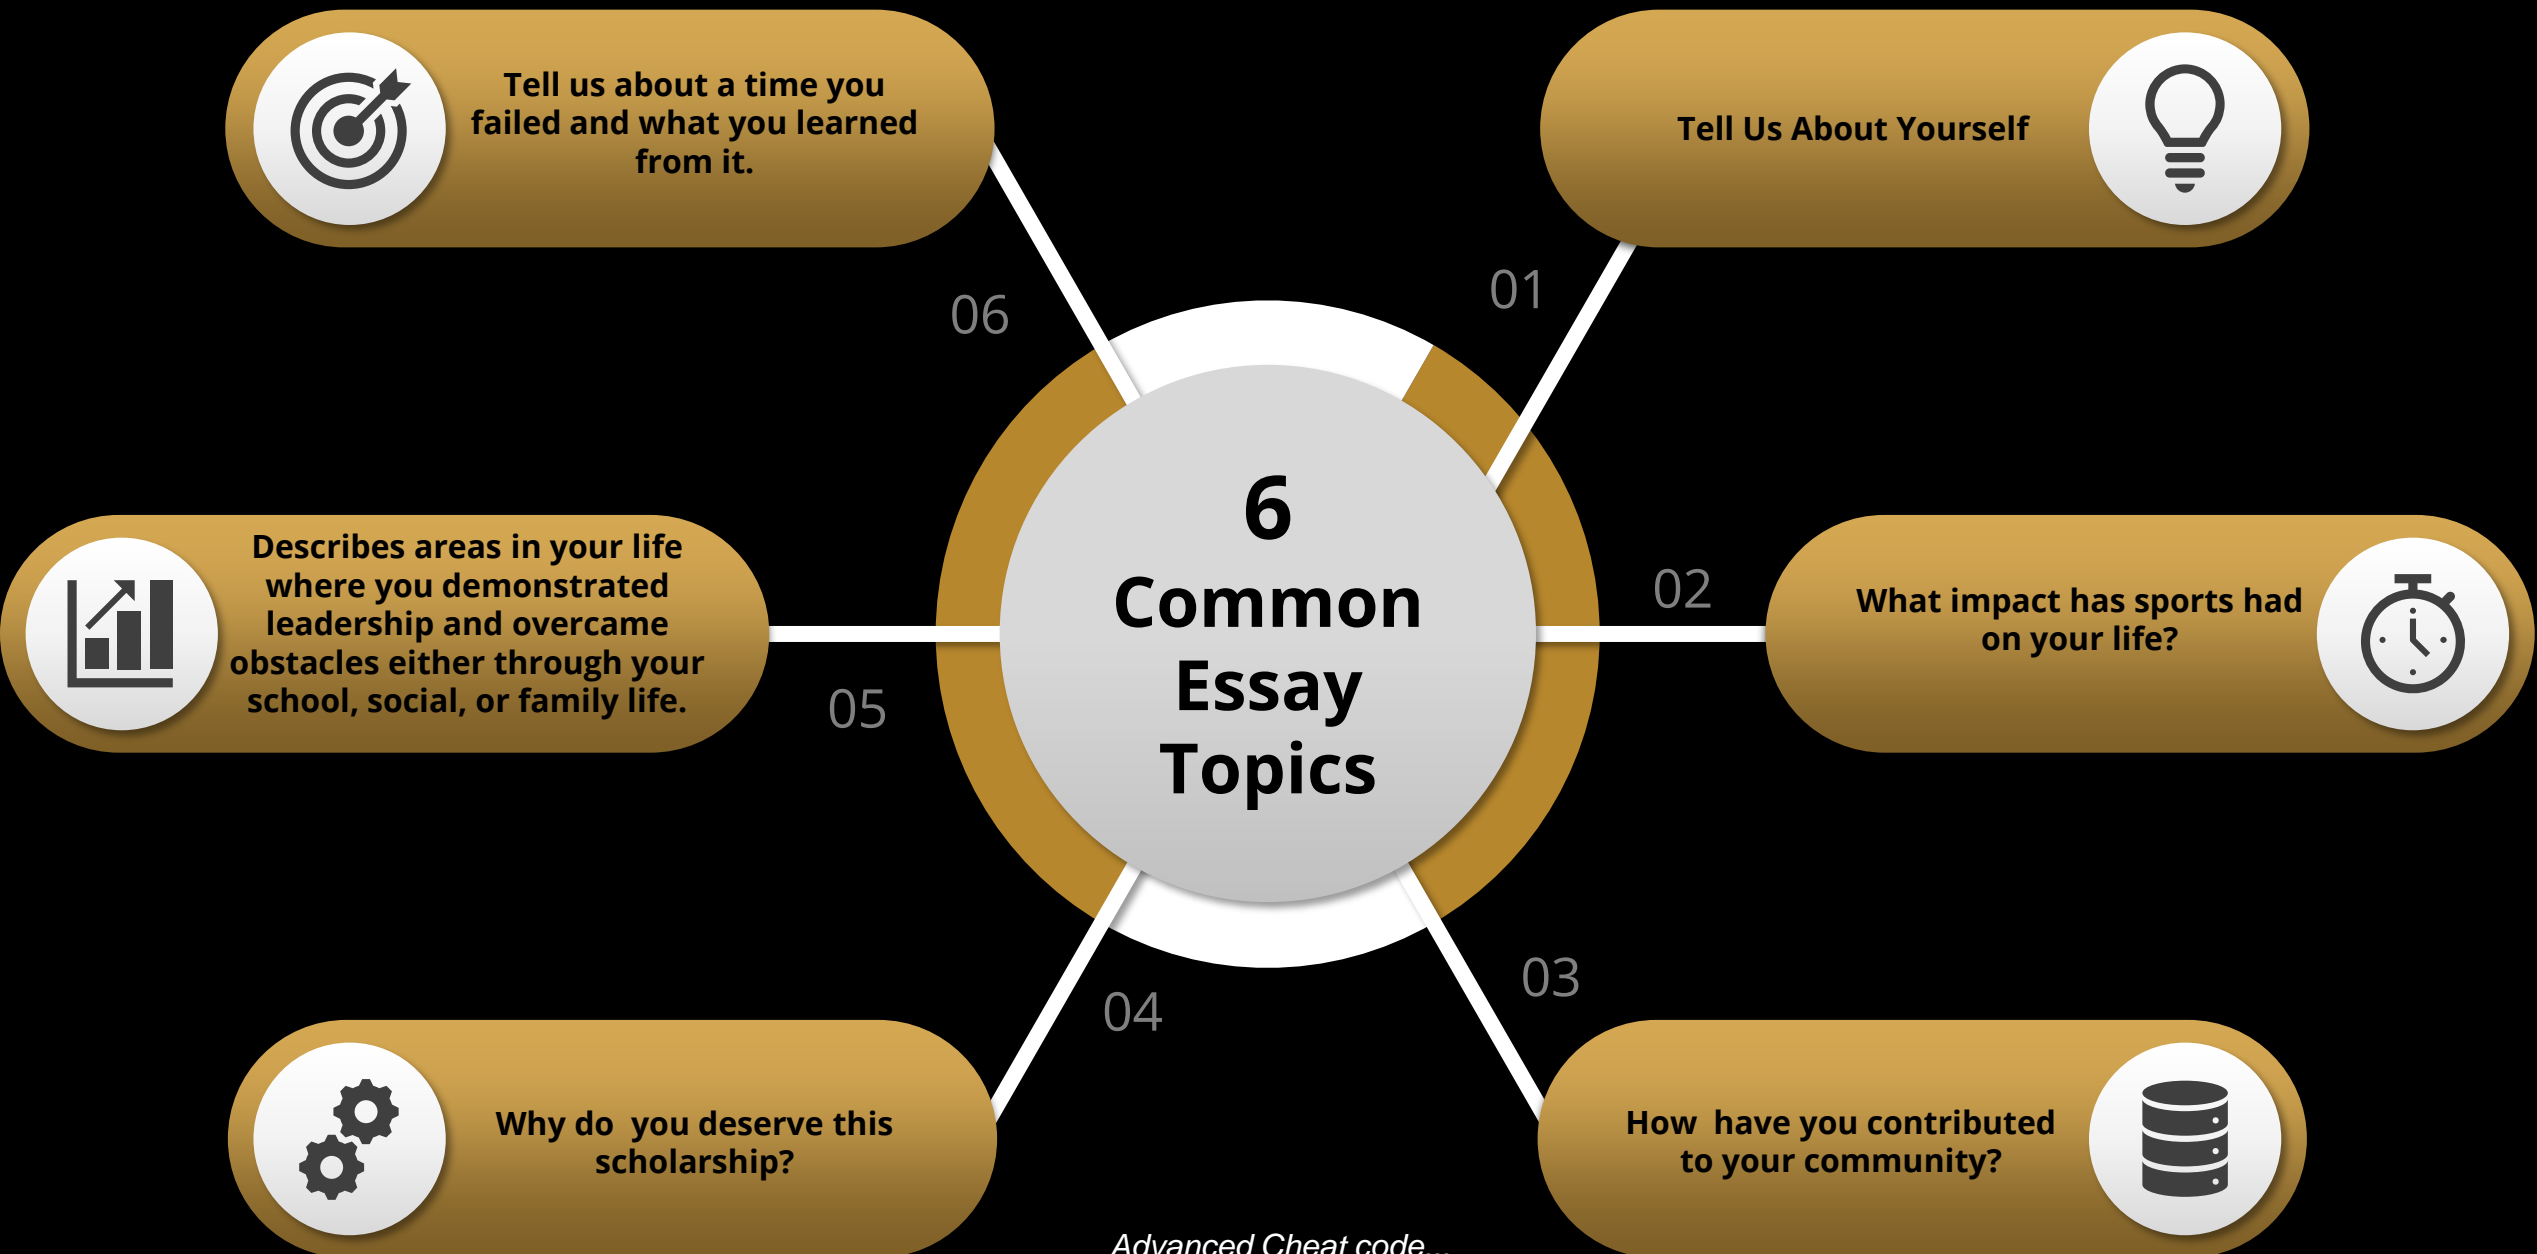 6
Common
Essay
Topics
01
Tell Us About Yourself
02
What impact has sports had
on your life?
03
How  have you contributed
to your community?
04
Why do  you deserve this
scholarship?
05
Describes areas in your life
where you demonstrated
leadership and overcame
obstacles either through your
school, social, or family life.
06
Tell us about a time you
failed and what you learned
from it.
Advanced Cheat code...